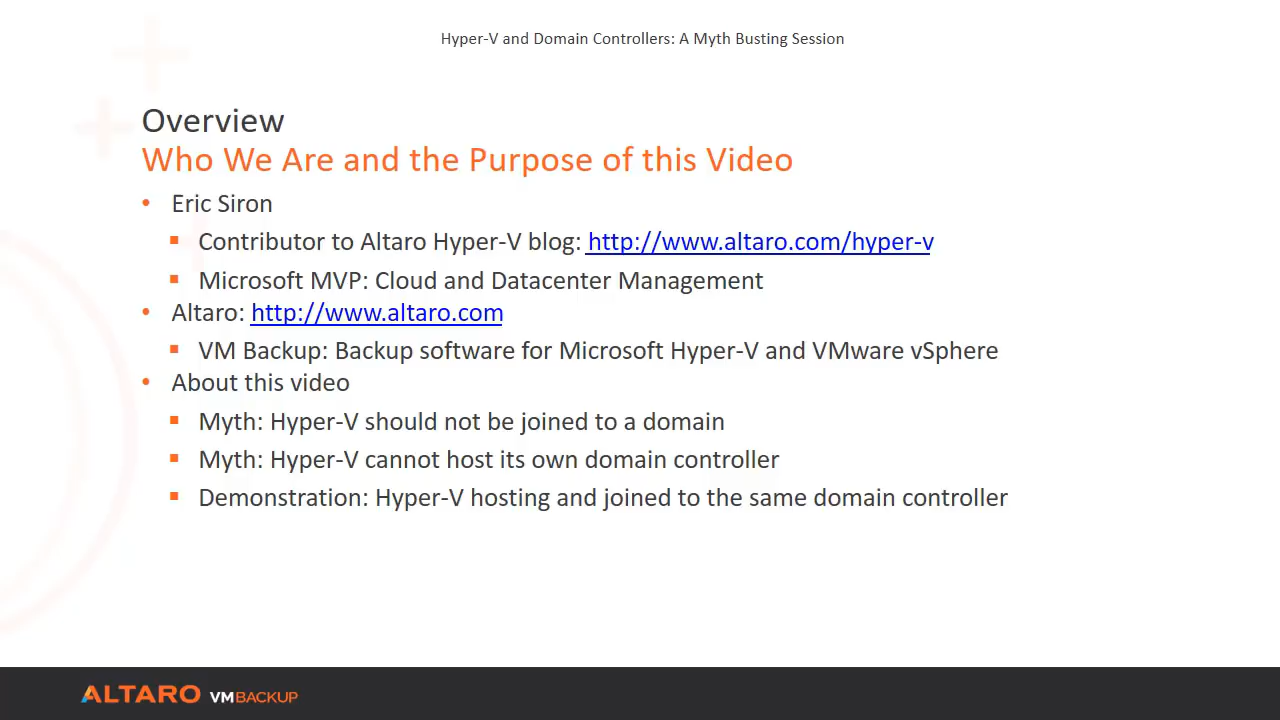 Hyper-V and Domain Controllers: A Myth Busting Session
Overview
Who We Are and the Purpose of this Video
• Eric Siron
▪ Contributor to Altaro Hyper-V blog: http://www.altaro.com/hyper-v
▪ Microsoft MVP: Cloud and Datacenter Management
• Altaro: http://www.altaro.com
▪ VM Backup: Backup software for Microsoft Hyper-V and VMware vSphere
• About this video
▪ Myth: Hyper-V should not be joined to a domain
▪ Myth: Hyper-V cannot host its own domain controller
▪ Demonstration: Hyper-V hosting and joined to the same domain controller
ALTARO VMBACKUP